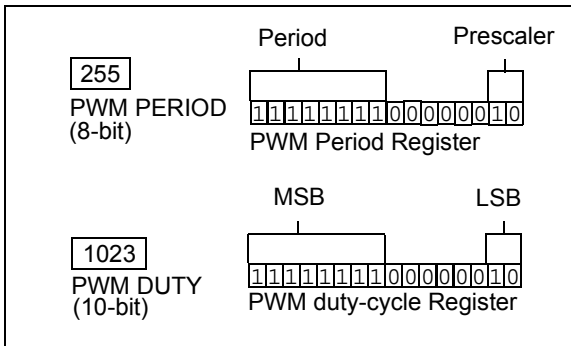 Period Prescaler
255
PWM PERIOD
(8-bit)
1111111100000010
PWM Period Register
MSB LSB
1023
PWM DUTY
(10-bit)
1111111100000010
PWM duty-cycle Register